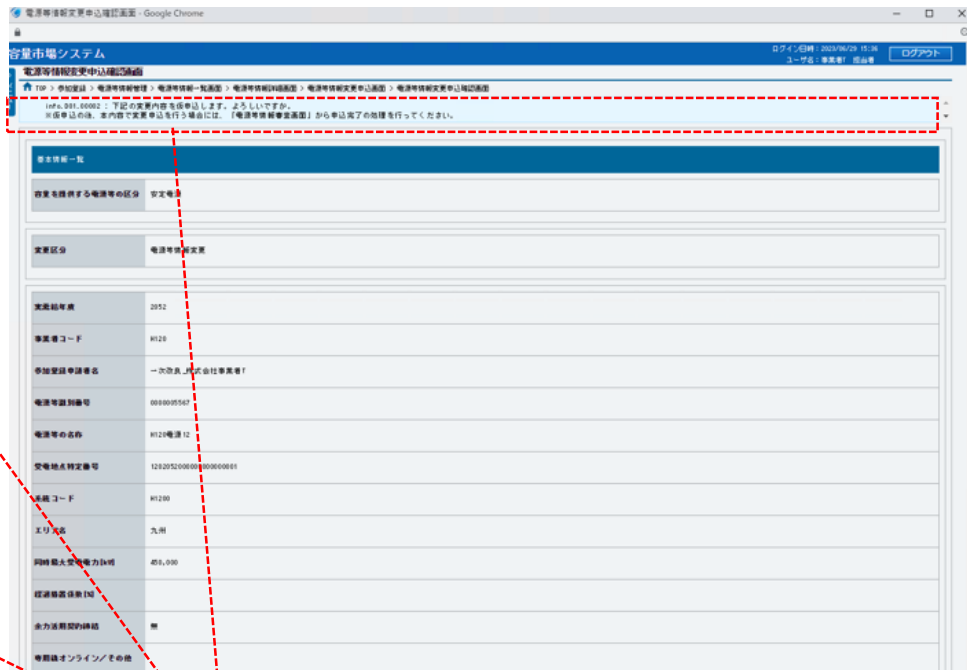 電源等情報変更申込確認画面 - Google Chrome
容量市場システム
ログイン日時：2023/06/29 15:36
ユーザ名：事業者F 担当者
ログアウト
電源等情報変更申込確認画面
TOP > 参加登録 > 電源等情報管理 > 電源等情報一覧画面 > 電源等情報詳細画面 > 電源等情報変更申込画面 > 電源等情報変更申込確認画面
info.D01.00002 : 下記の変更内容を仮申込します。よろしいですか。
※仮申込の後、本内容で変更申込を行う場合には、「電源等情報審査画面」から申込完了の処理を行ってください。
基本情報一覧
容量を提供する電源等の区分 安定電源
変更区分 電源等情報変更
実需給年度 2052
事業者コード H120
参加登録申請者名 一次改良_株式会社事業者F
電源等識別番号 0000005567
電源等の名称 H120電源12
受電地点特定番号
系統コード H1200
エリア名 九州
同時最大受電電力[kW] 450,000
経過措置係数[%]
余力活用契約締結 無
専用線オンライン/その他